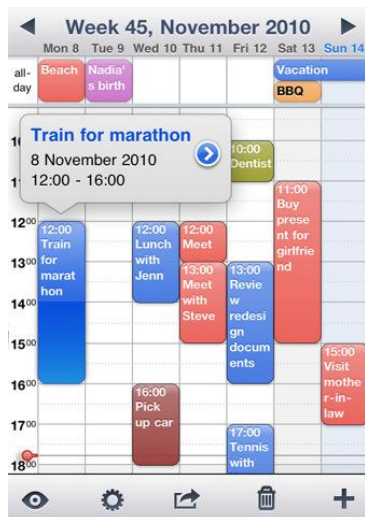 Week 45, November 2010
Mon 8 Tue 9 Wed 10 Thu 11 Fri 12 Sat 13 Sun 14
all-
day
Beach
Nadia'
s birth
Vacation
BBQ
Train for marathon
8 November 2010
12:00 - 16:00
10:00
Dentist
11:00
Buy
prese
nt for
girlfrie
nd
12:00
Train
for
marat
hon
12:00
Lunch
with
Jenn
12:00
Meet
13:00
Meet
with
Steve
13:00
Revie
w
redesi
gn
docum
ents
15:00
Visit
mothe
r-in-
law
16:00
Pick
up car
17:00
Tennis
with
12 00
13 00
14 00
15 00
16 00
17 00
18 00